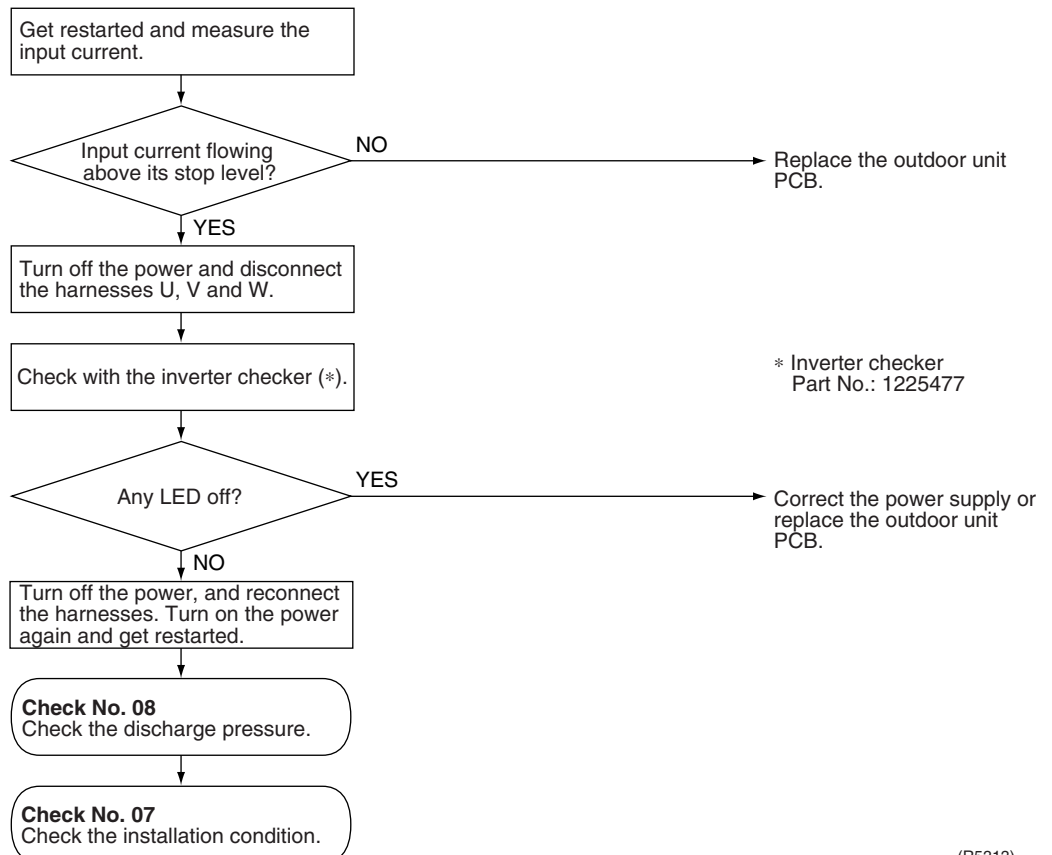 Get restarted and measure the
input current.
Input current flowing
above its stop level?
NO
Replace the outdoor unit
PCB.
YES
Turn off the power and disconnect
the harnesses U, V and W.
Check with the inverter checker (*).
* Inverter checker
Part No.: 1225477
Any LED off?
YES
Correct the power supply or
replace the outdoor unit
PCB.
NO
Turn off the power, and reconnect
the harnesses. Turn on the power
again and get restarted.
Check No. 08
Check the discharge pressure.
Check No. 07
Check the installation condition.